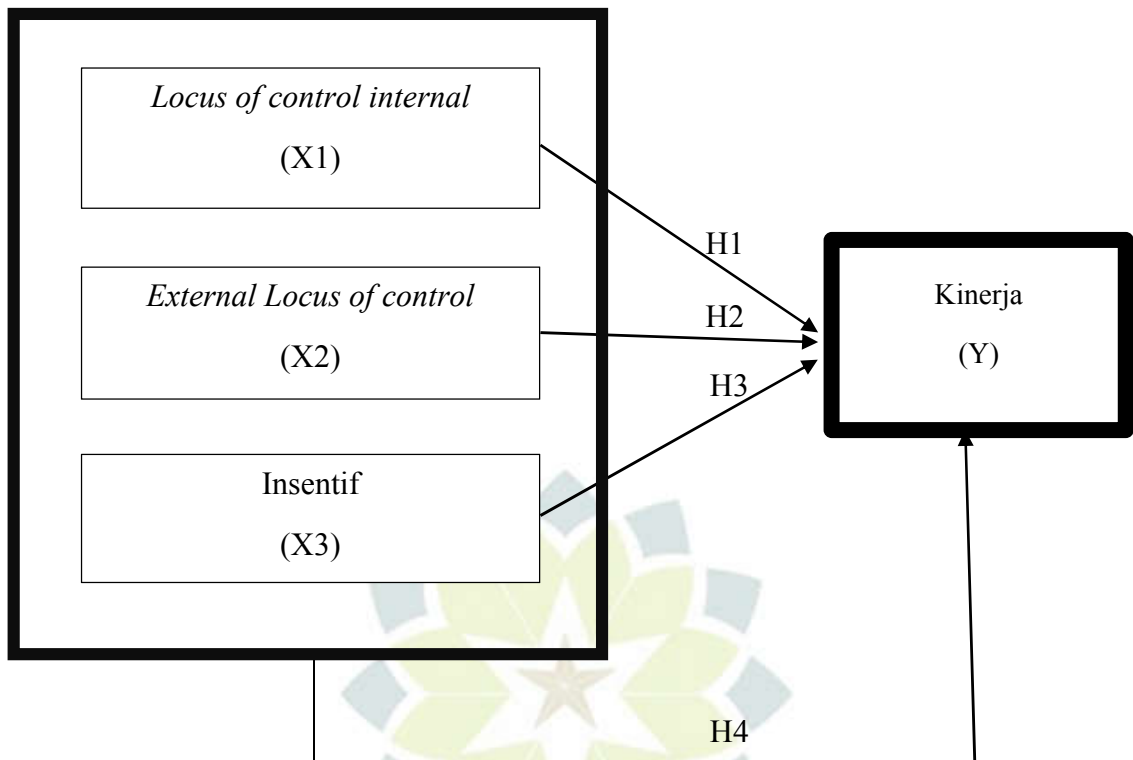 Locus of control internal
(X1)
H1
External Locus of control
(X2)
H2
Kinerja
(Y)
H3
Insentif
(X3)
H4